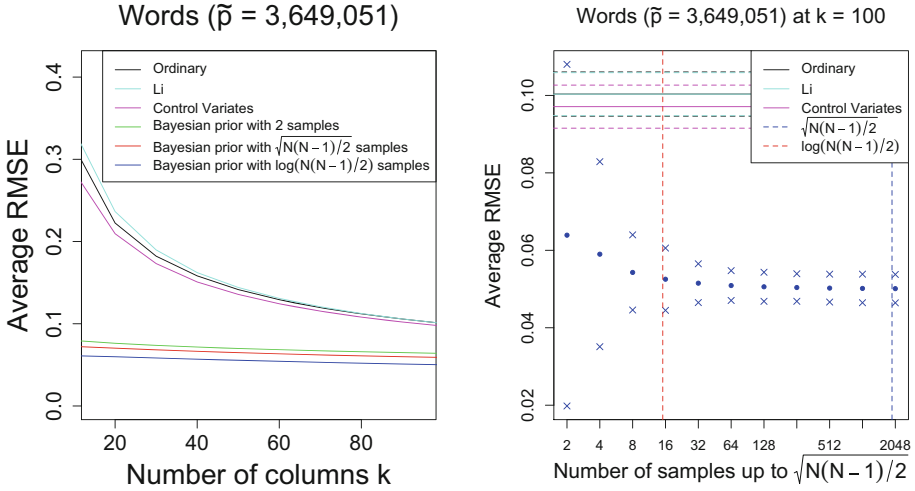 Words (p̃ = 3,649,051)
Average RMSE
0.4
0.3
0.2
0.1
0.0
Ordinary
Li
Control Variates
Bayesian prior with 2 samples
Bayesian prior with √N(N − 1)/2 samples
Bayesian prior with log(N(N − 1)/2) samples
20 40 60 80
Number of columns k
Words (p̃ = 3,649,051) at k = 100
Average RMSE
0.10
0.08
0.06
0.04
0.02
Ordinary
Li
Control Variates
√N(N − 1)/2
log(N(N − 1)/2)
2 4 8 16 32 64 128 512 2048
Number of samples up to √N(N − 1)/2